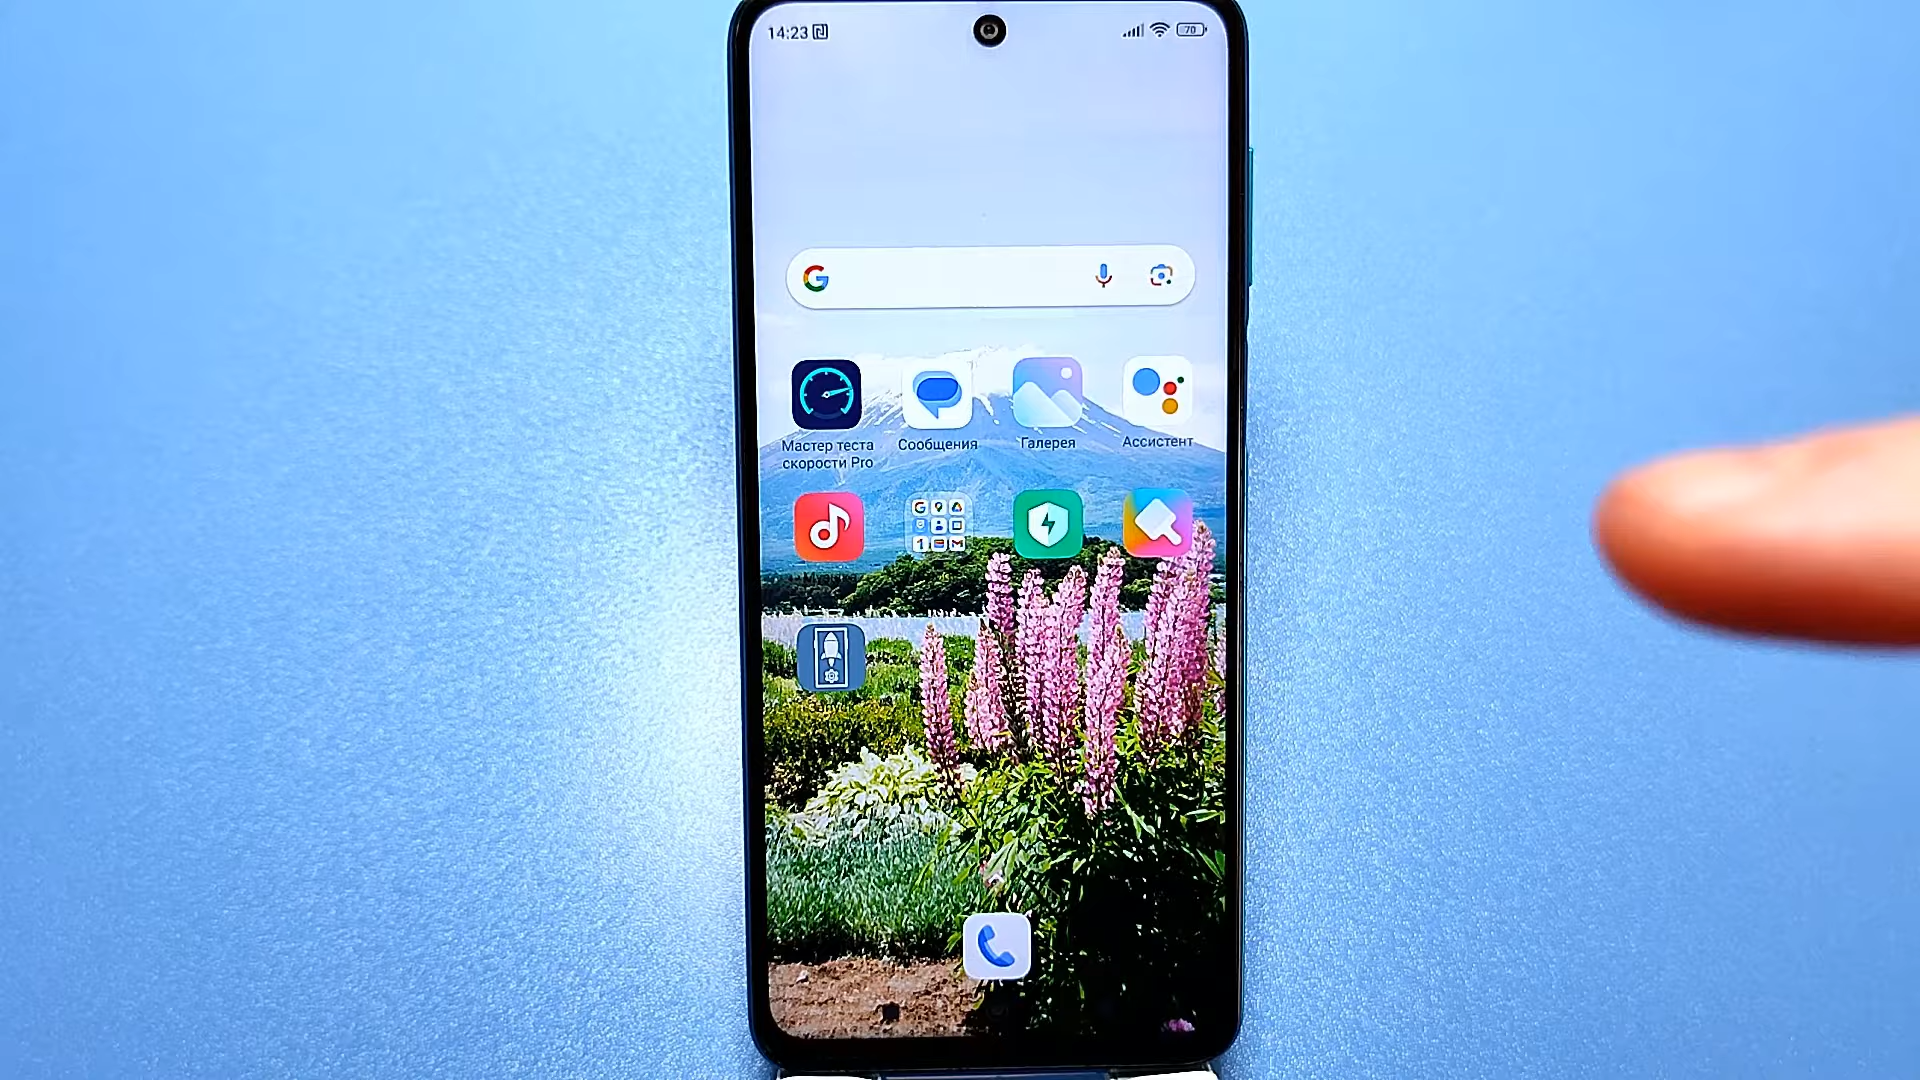 14:23
70
Мастер теста
скорости Pro
Сообщения
Галерея
Ассистент